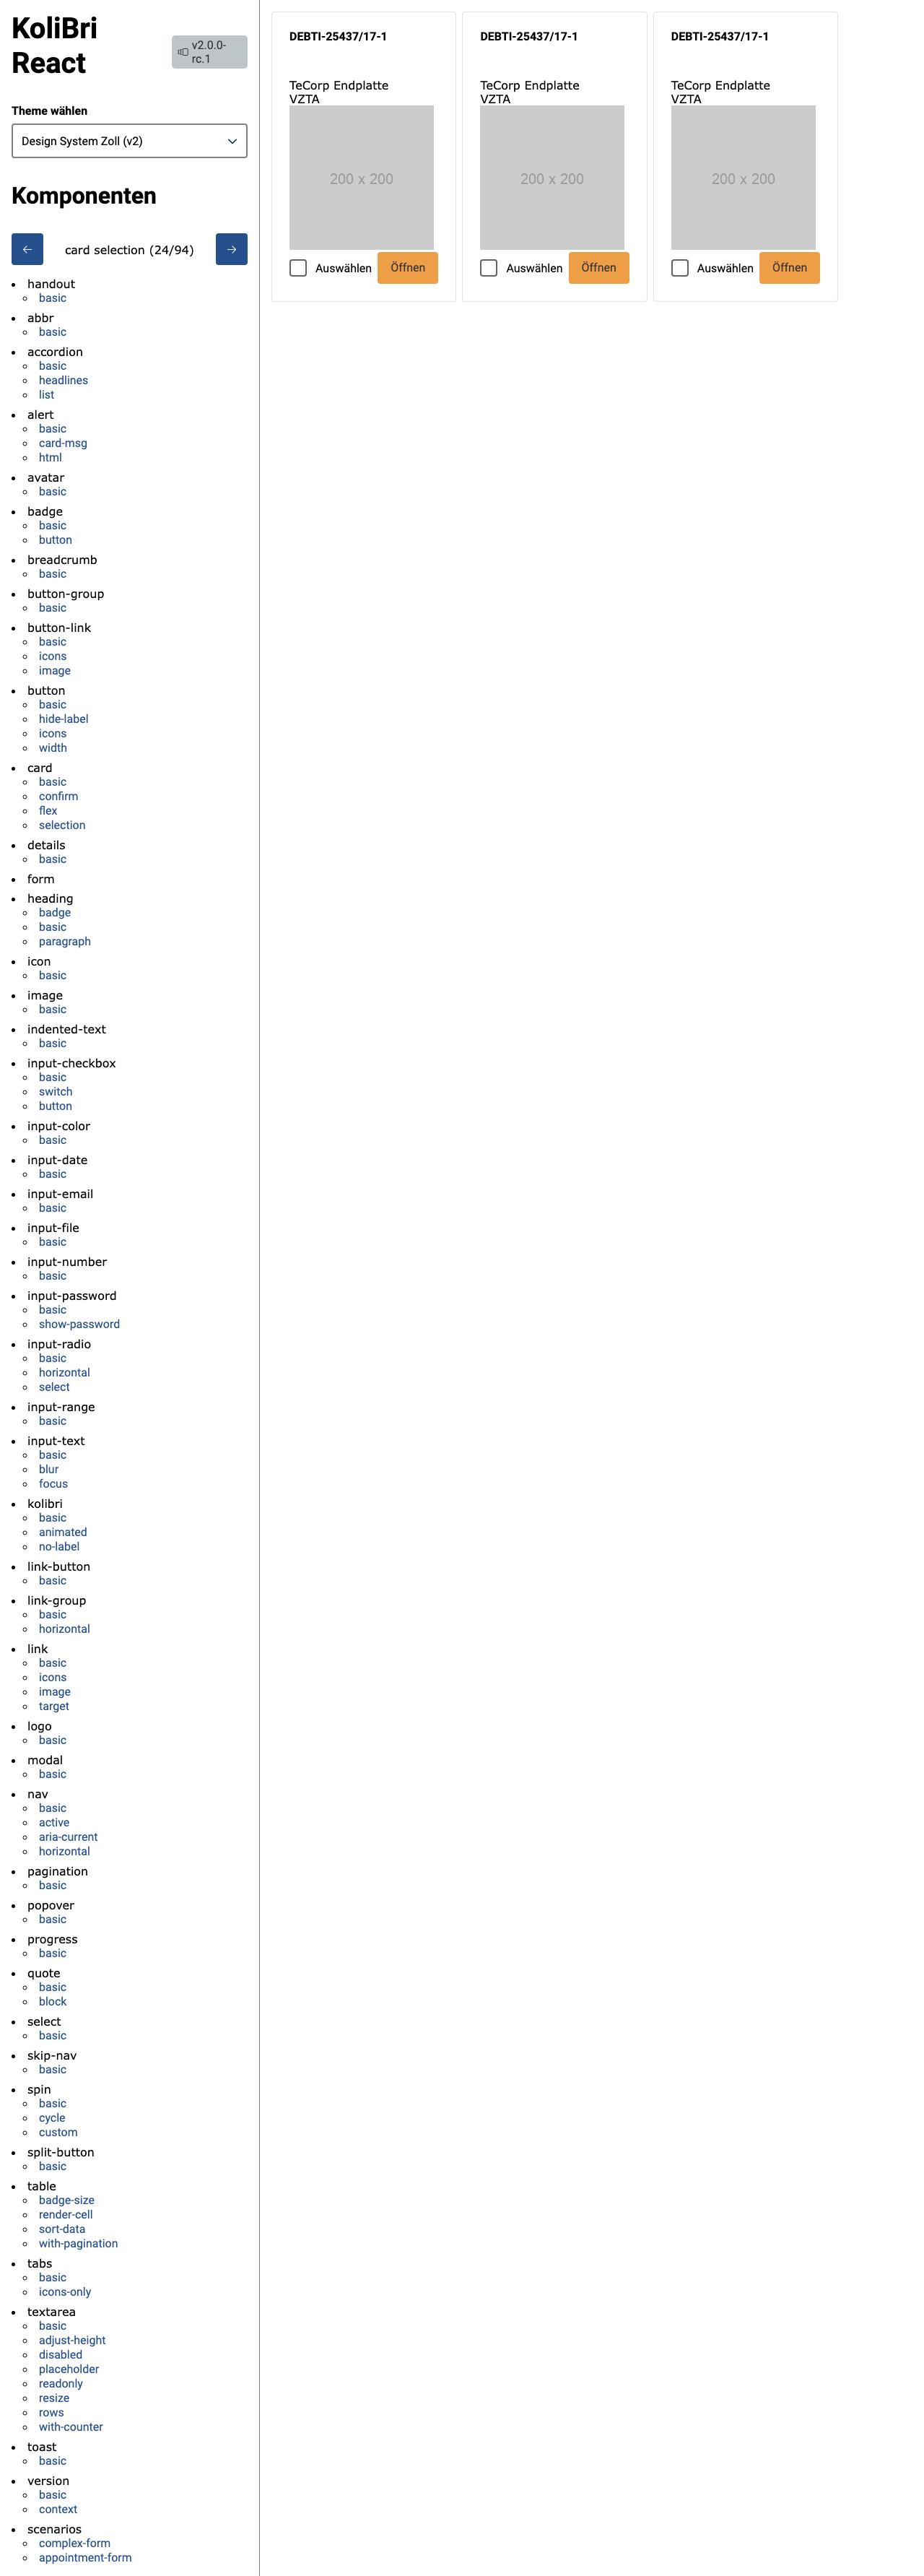 KoliBri
React
v2.0.0-
rc.1
Theme wählen
Design System Zoll (v2)
Komponenten
← card selection (24/94) →
handout
basic
abbr
basic
accordion
basic
headlines
list
alert
basic
card-msg
html
avatar
basic
badge
basic
button
breadcrumb
basic
button-group
basic
button-link
basic
icons
image
button
basic
hide-label
icons
width
card
basic
confirm
flex
selection
details
basic
form
heading
badge
basic
paragraph
icon
basic
image
basic
indented-text
basic
input-checkbox
basic
switch
button
input-color
basic
input-date
basic
input-email
basic
input-file
basic
input-number
basic
input-password
basic
show-password
input-radio
basic
horizontal
select
input-range
basic
input-text
basic
blur
focus
kolibri
basic
animated
no-label
link-button
basic
link-group
basic
horizontal
link
basic
icons
image
target
logo
basic
modal
basic
nav
basic
active
aria-current
horizontal
pagination
basic
popover
basic
progress
basic
quote
basic
block
select
basic
skip-nav
basic
spin
basic
cycle
custom
split-button
basic
table
badge-size
render-cell
sort-data
with-pagination
tabs
basic
icons-only
textarea
basic
adjust-height
disabled
placeholder
readonly
resize
rows
with-counter
toast
basic
version
basic
context
scenarios
complex-form
appointment-form
DEBTI-25437/17-1
TeCorp Endplatte
VZTA
200 x 200
Auswählen Öffnen
DEBTI-25437/17-1
TeCorp Endplatte
VZTA
200 x 200
Auswählen Öffnen
DEBTI-25437/17-1
TeCorp Endplatte
VZTA
200 x 200
Auswählen Öffnen